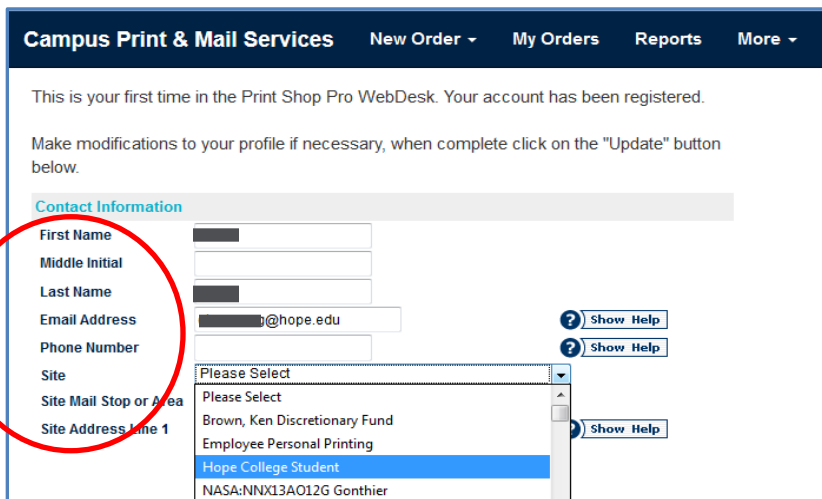 Campus Print & Mail Services New Order My Orders Reports More
This is your first time in the Print Shop Pro WebDesk. Your account has been registered.
Make modifications to your profile if necessary, when complete click on the "Update" button
below.
Contact Information
First Name
Middle Initial
Last Name
Email Address g@hope.edu ? Show Help
Phone Number ? Show Help
Site Please Select
Site Mail Stop or Area Please Select
Brown, Ken Discretionary Fund
Site Address Line 1 ? Show Help
Employee Personal Printing
Hope College Student
NASA:NNX13AO12G Gonthier